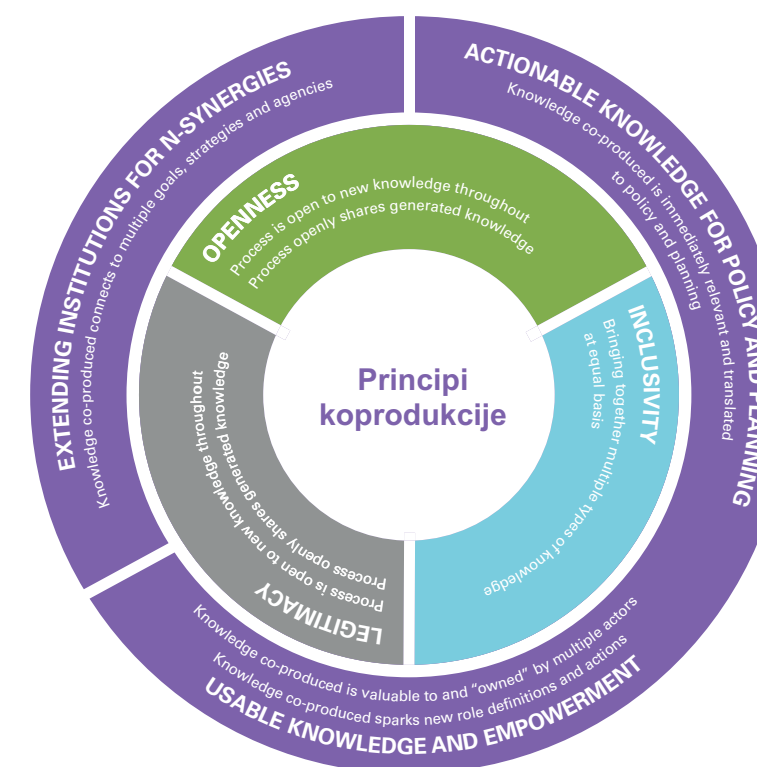 EXTENDING INSTITUTIONS FOR N-SYNERGIES
Knowledge co-produced connects to multiple goals, strategies and agencies
ACTIONABLE KNOWLEDGE FOR POLICY AND PLANNING
Knowledge co-produced is immediately relevant and translated
to policy and planning
OPENNESS
Process is open to new knowledge throughout
Process openly shares generated knowledge
INCLUSIVITY
Bringing together multiple types of knowledge
at equal basis
Principi
koprodukcije
Process openly shares generated knowledge
Process is open to new knowledge throughout
LEGITIMACY
Knowledge co-produced is valuable to and “owned” by multiple actors
Knowledge co-produced sparks new role definitions and actions
USABLE KNOWLEDGE AND EMPOWERMENT